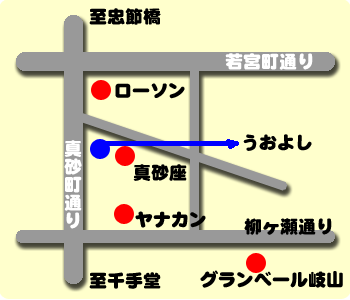 至忠節橋
若宮町通り
ローソン
うおよし
真砂町通り
真砂座
ヤナカン
柳ヶ瀬通り
至千手堂
グランベール岐山